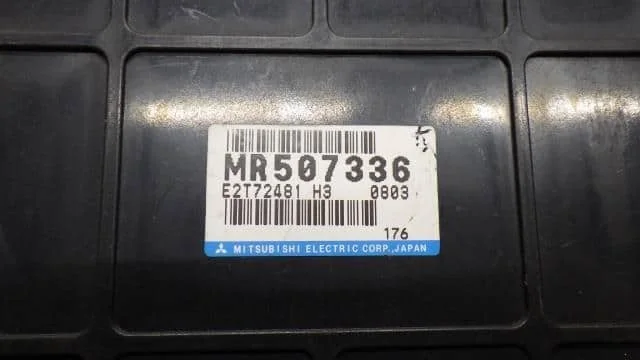 MR507336
E2T72481 H3 0803
176
MITSUBISHI ELECTRIC CORP., JAPAN